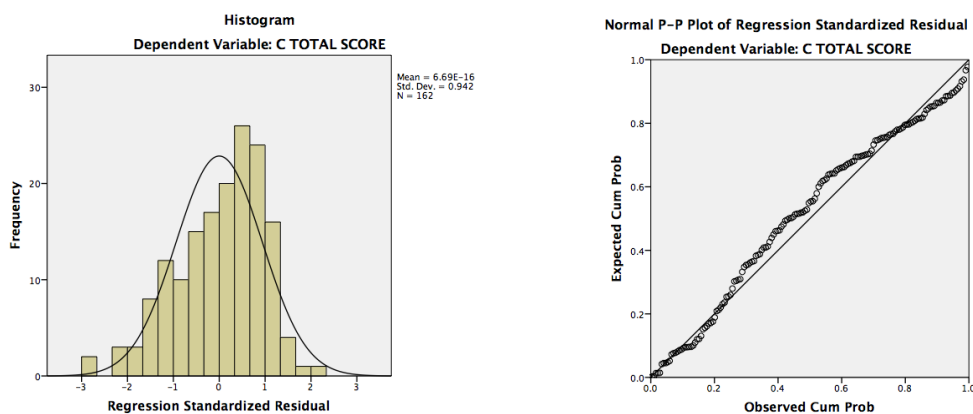 Histogram
Dependent Variable: C TOTAL SCORE
Mean = 6.69E-16
Std. Dev. = 0.942
N = 162
Frequency
30
20
10
0
-3 -2 -1 0 1 2 3
Regression Standardized Residual
Normal P-P Plot of Regression Standardized Residual
Dependent Variable: C TOTAL SCORE
Expected Cum Prob
1.0
0.8
0.6
0.4
0.2
0.0
0.0 0.2 0.4 0.6 0.8 1.0
Observed Cum Prob